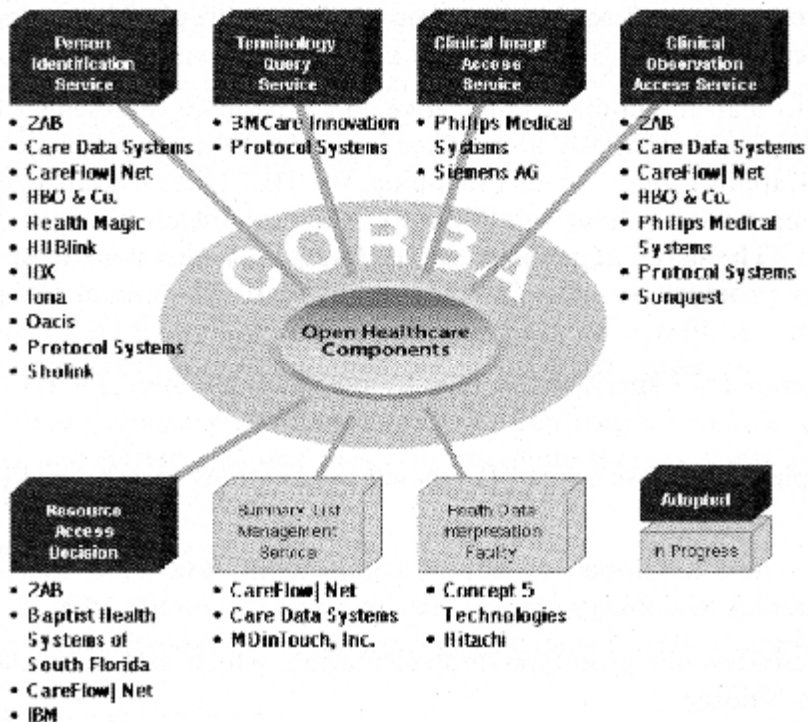 Person
Identification
Service
• 2AB
• Care Data Systems
• CareFlow| Net
• HBO & Co.
• Health Magic
• HUBlink
• IDX
• Iona
• Oacis
• Protocol Systems
• Sholink
Terminology
Query
Service
• 3MCare Innovation
• Protocol Systems
Clinical Image
Access
Service
• Philips Medical
Systems
• Siemens AG
Clinical
Observation
Access Service
• 2AB
• Care Data Systems
• CareFlow| Net
• HBO & Co.
• Philips Medical
Systems
• Protocol Systems
• Sunquest
CORBA
Open Healthcare
Components
Resource
Access
Decision
• 2AB
• Baptist Health
Systems of
South Florida
• CareFlow| Net
• IBM
Summary List
Management
Service
• CareFlow| Net
• Care Data Systems
• MDinTouch, Inc.
Health Data
Interpretation
Facility
• Concept 5
Technologies
• Hitachi
Adopted
In Progress